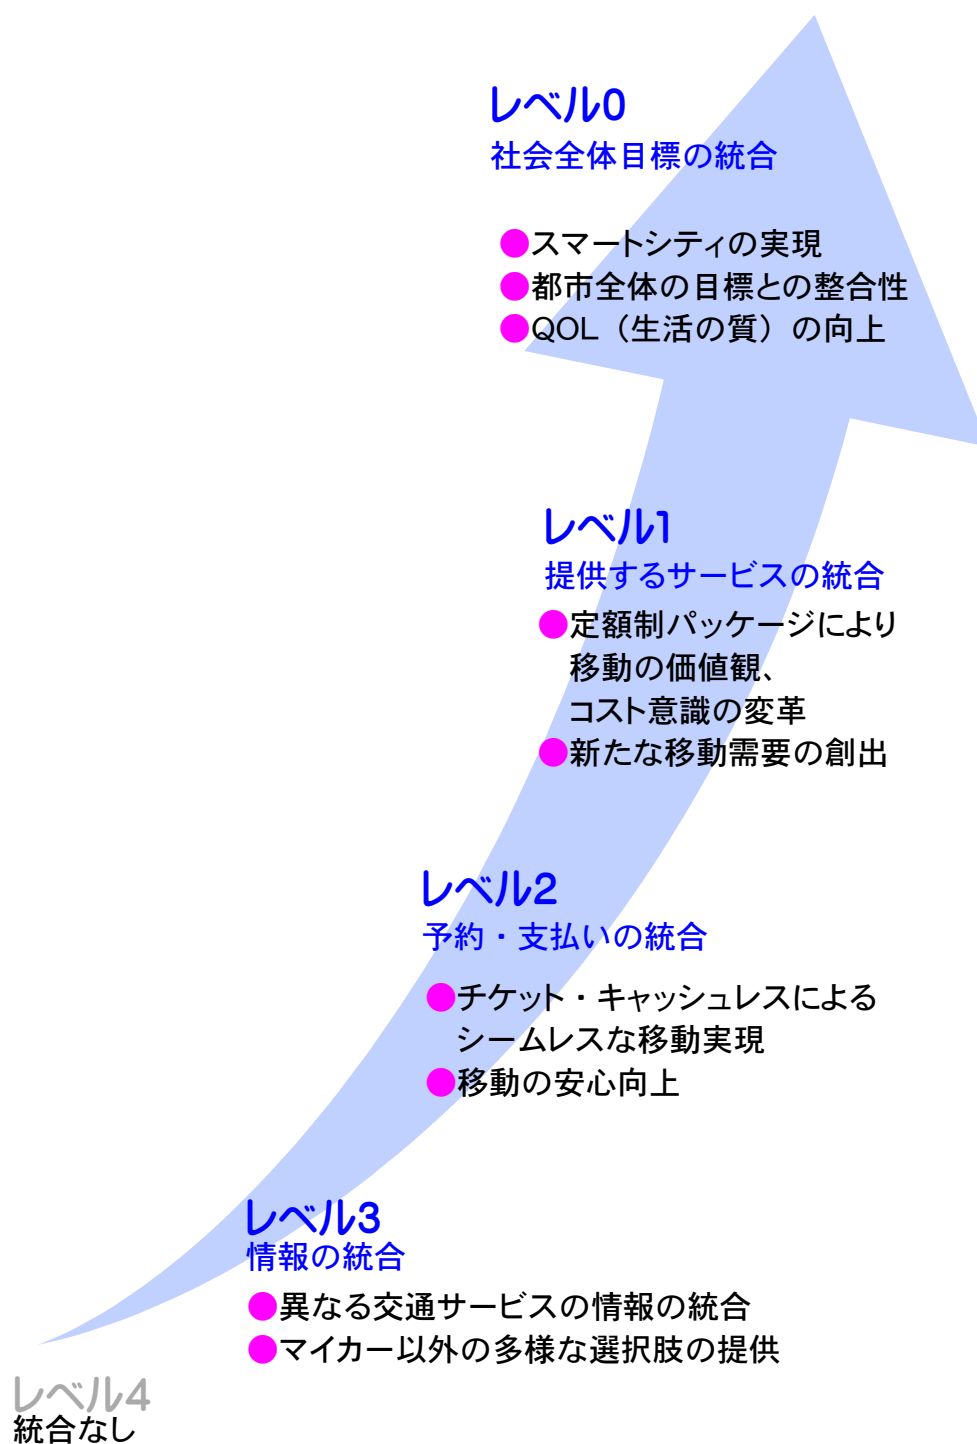 レベル0
社会全体目標の統合
●スマートシティの実現
●都市全体の目標との整合性
●QOL（生活の質）の向上
レベル1
提供するサービスの統合
●定額制パッケージにより
移動の価値観、
コスト意識の変革
●新たな移動需要の創出
レベル2
予約・支払いの統合
●チケット・キャッシュレスによる
シームレスな移動実現
●移動の安心向上
レベル3
情報の統合
●異なる交通サービスの情報の統合
●マイカー以外の多様な選択肢の提供
レベル4
統合なし